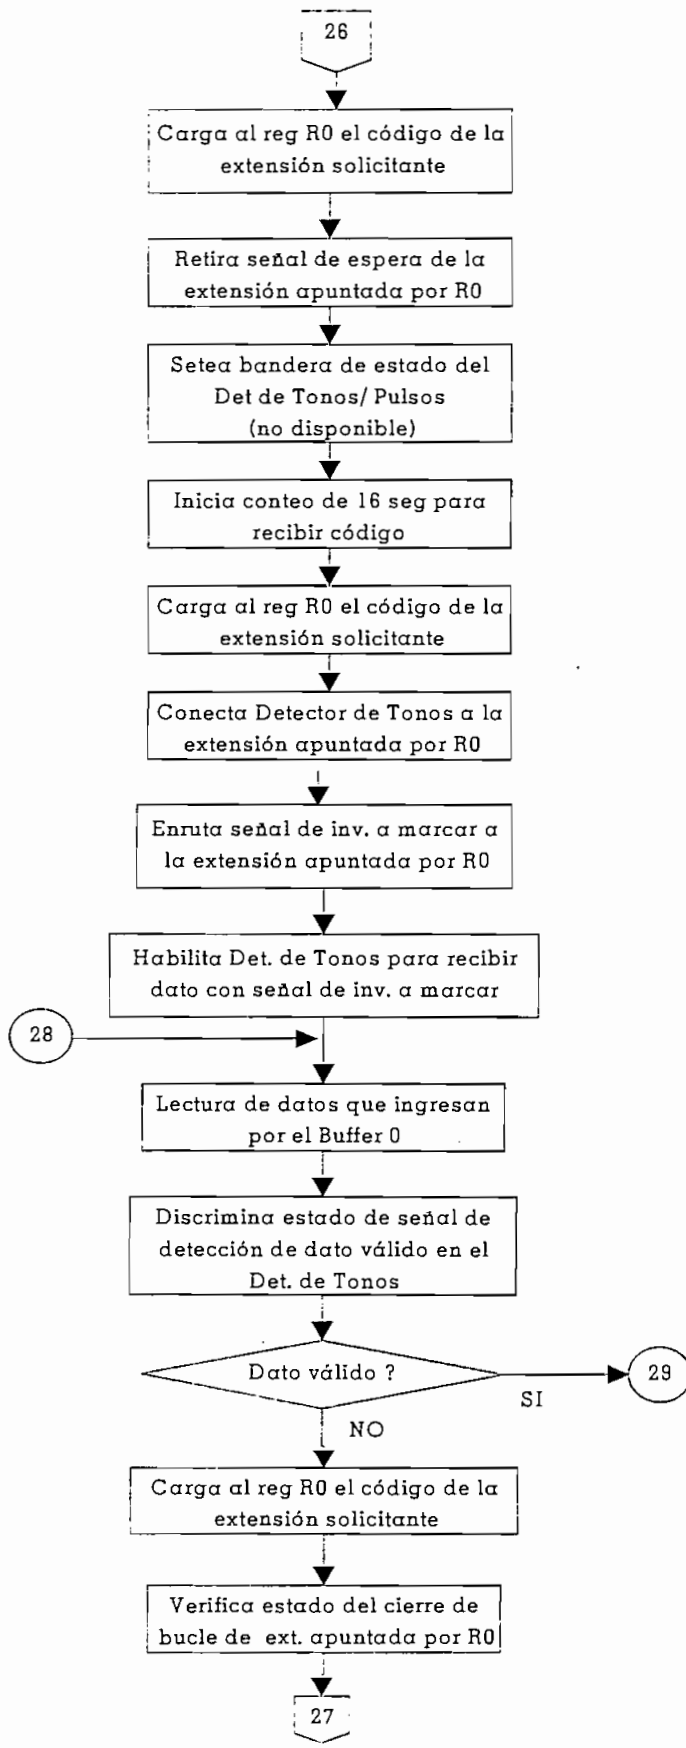 26
Carga al reg R0 el código de la
extensión solicitante
Retira señal de espera de la
extensión apuntada por R0
Setea bandera de estado del
Det de Tonos/ Pulsos
(no disponible)
Inicia conteo de 16 seg para
recibir código
Carga al reg R0 el código de la
extensión solicitante
Conecta Detector de Tonos a la
extensión apuntada por R0
Enruta señal de inv. a marcar a
la extensión apuntada por R0
Habilita Det. de Tonos para recibir
dato con señal de inv. a marcar
28
Lectura de datos que ingresan
por el Buffer 0
Discrimina estado de señal de
detección de dato válido en el
Det. de Tonos
Dato válido ?
29
SI
NO
Carga al reg R0 el código de la
extensión solicitante
Verifica estado del cierre de
bucle de ext. apuntada por R0
27